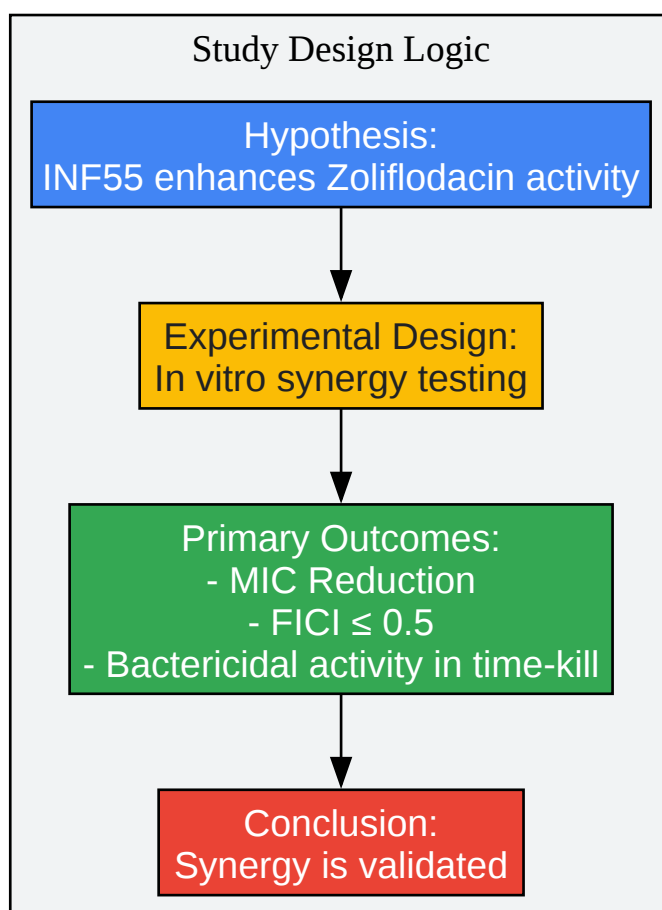 Study Design Logic
Hypothesis:
INF55 enhances Zoliflodacin activity
Experimental Design:
In vitro synergy testing
Primary Outcomes:
- MIC Reduction
- FICI ≤ 0.5
- Bactericidal activity in time-kill
Conclusion:
Synergy is validated